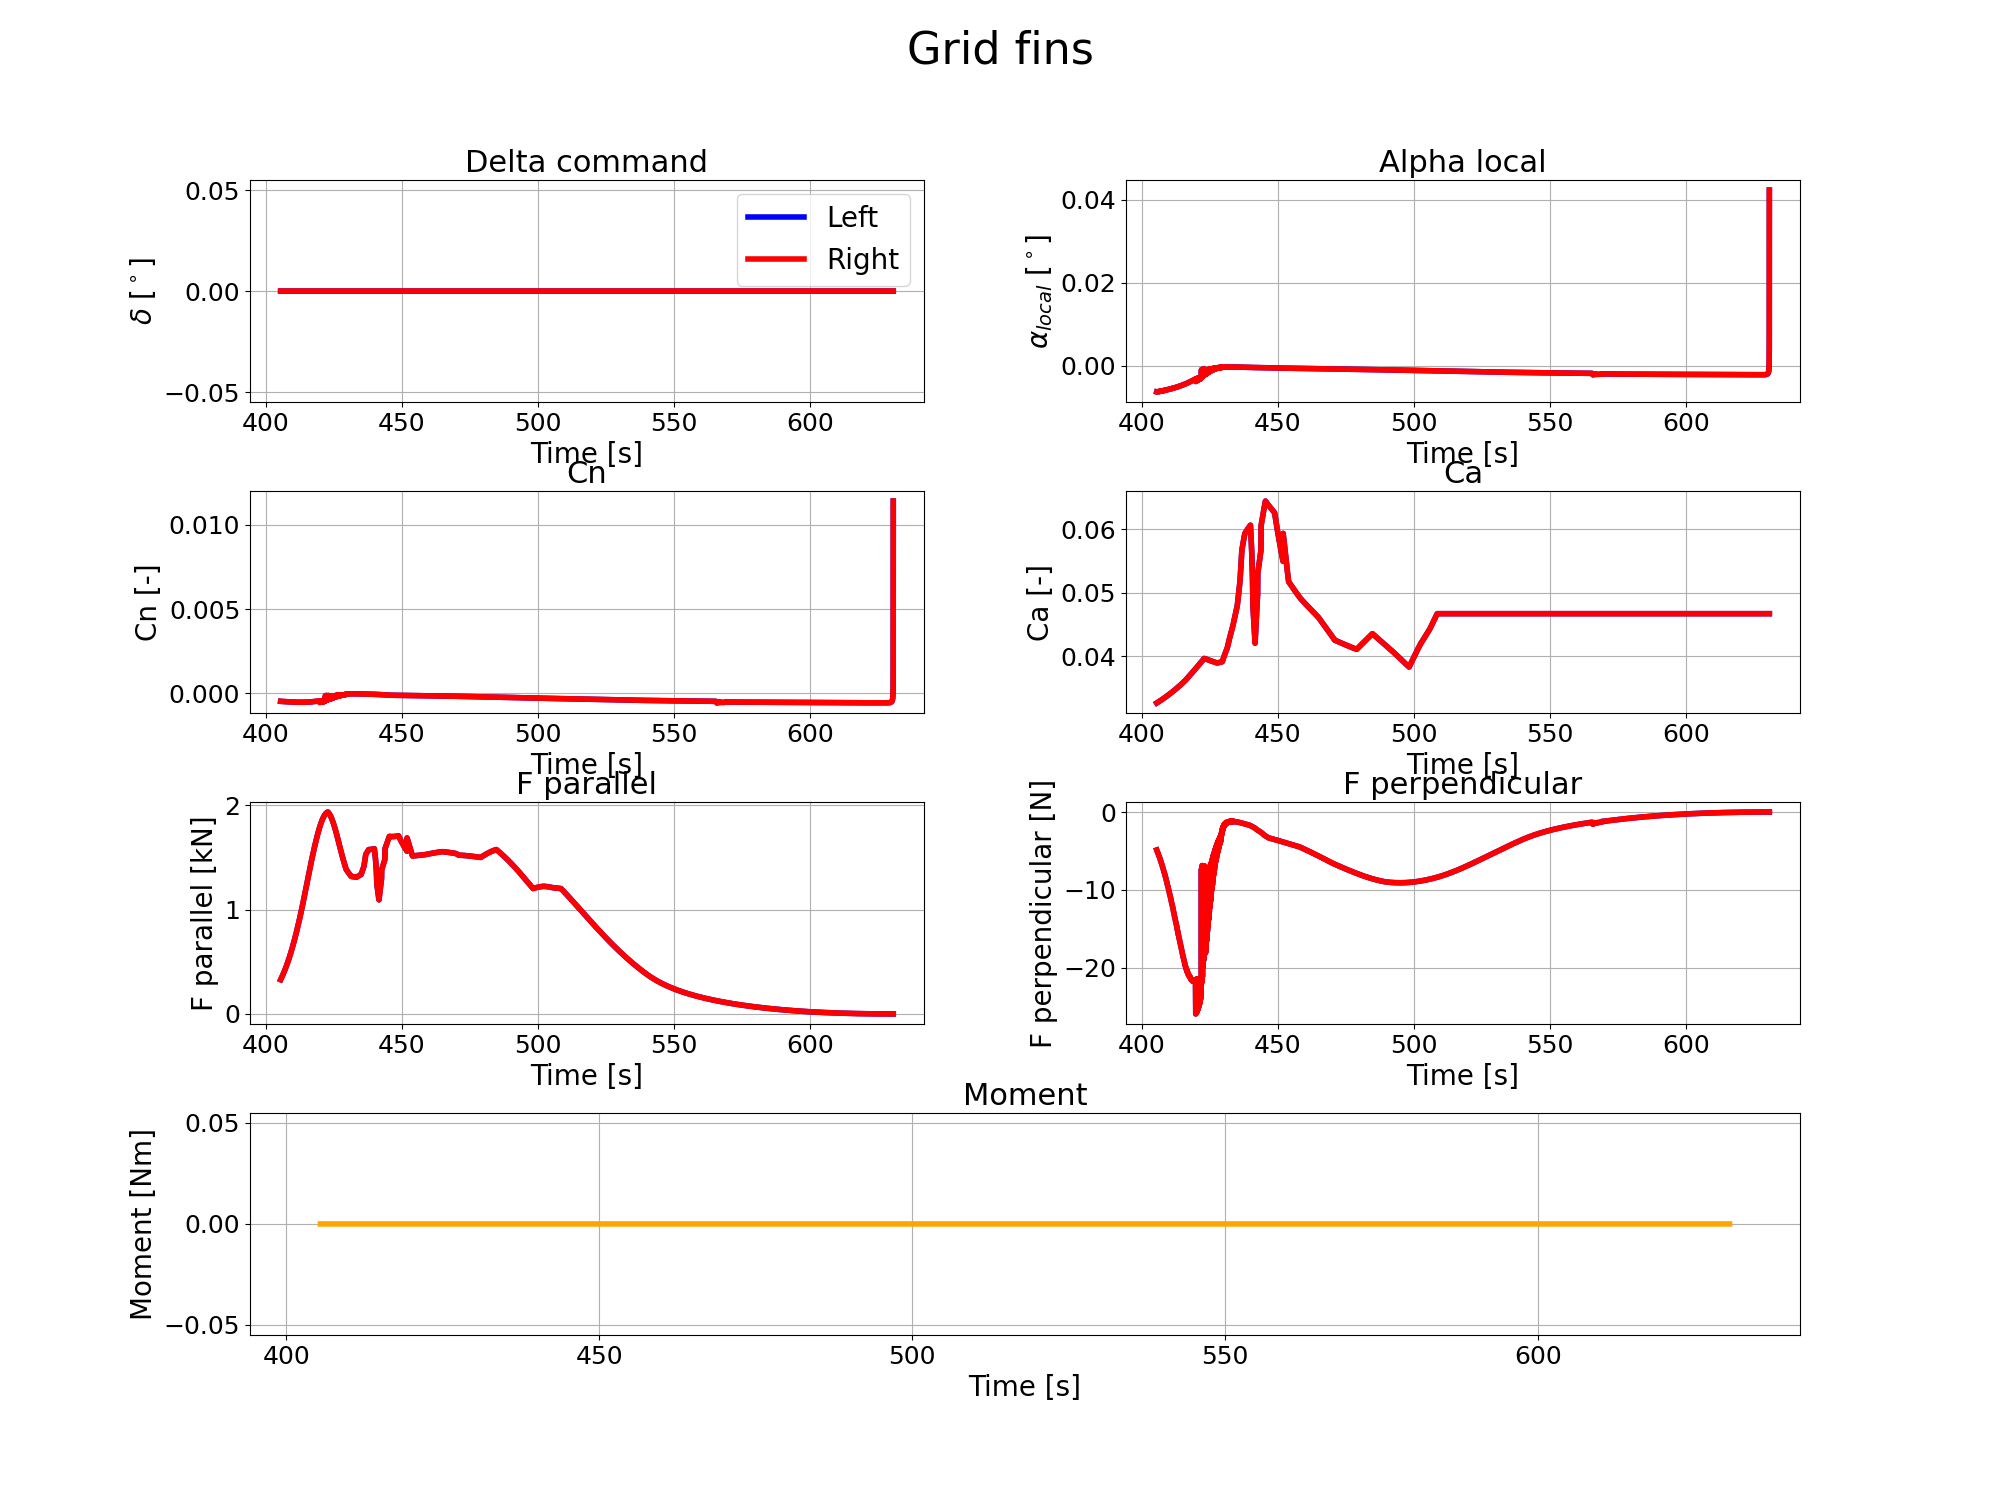 Grid fins
Delta command
δ [°]
0.05
0.00
−0.05
Left
Right
400 450 500 550 600
Time [s]
Alpha local
α_local [°]
0.04
0.02
0.00
400 450 500 550 600
Time [s]
Cn
Cn [-]
0.010
0.005
0.000
400 450 500 550 600
Time [s]
Ca
Ca [-]
0.06
0.05
0.04
400 450 500 550 600
Time [s]
F parallel
F parallel [kN]
2
1
0
400 450 500 550 600
Time [s]
F perpendicular
F perpendicular [N]
0
−10
−20
400 450 500 550 600
Time [s]
Moment
Moment [Nm]
0.05
0.00
−0.05
400 450 500 550 600
Time [s]